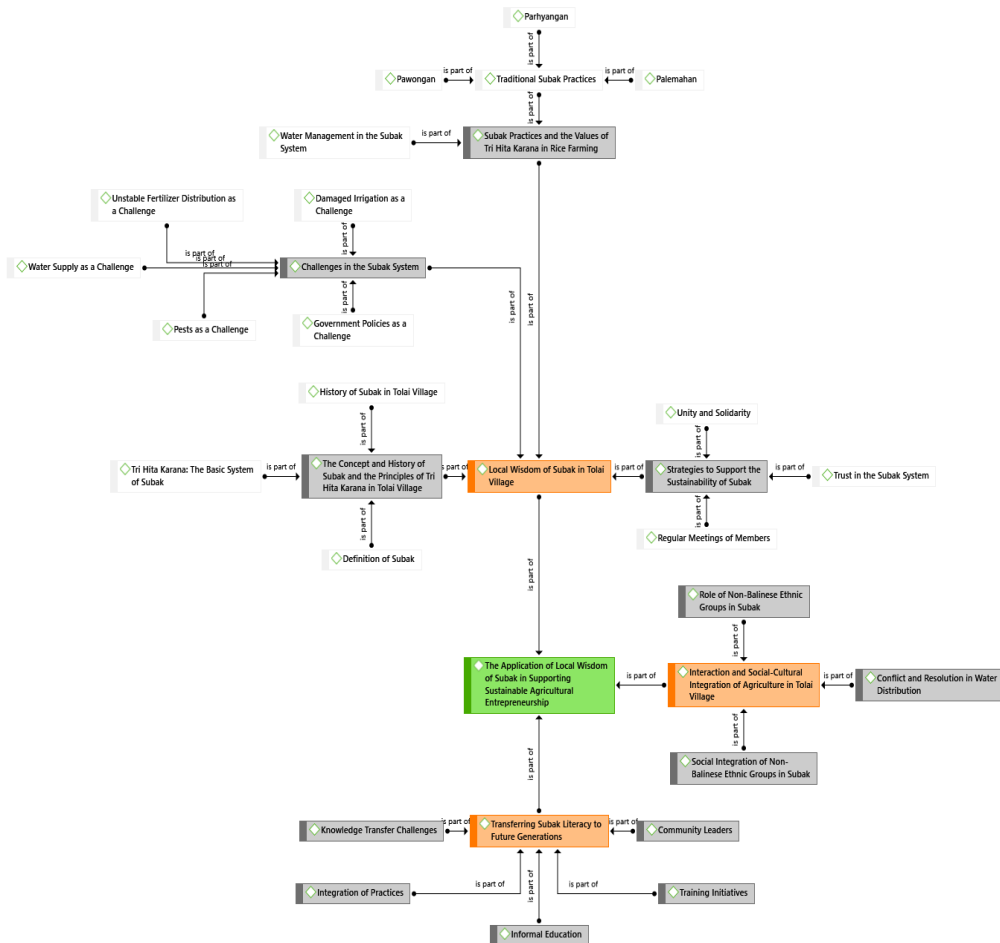 Parhyangan
is part of
Pawongan
is part of
Traditional Subak Practices
is part of
Palemahan
is part of
Water Management in the Subak
System
is part of
Subak Practices and the Values of
Tri Hita Karana in Rice Farming
Unstable Fertilizer Distribution as
a Challenge
Damaged Irrigation as a
Challenge
is part of
is part of
is part of
is part of
Water Supply as a Challenge
Challenges in the Subak System
is part of
is part of
is part of
Pests as a Challenge
Government Policies as a
Challenge
History of Subak in Tolai Village
is part of
Unity and Solidarity
is part of
Tri Hita Karana: The Basic System
of Subak
is part of
The Concept and History of
Subak and the Principles of Tri
Hita Karana in Tolai Village
is part of
Local Wisdom of Subak in Tolai
Village
is part of
Strategies to Support the
Sustainability of Subak
is part of
Trust in the Subak System
is part of
is part of
Regular Meetings of Members
Definition of Subak
is part of
Role of Non-Balinese Ethnic
Groups in Subak
is part of
The Application of Local Wisdom
of Subak in Supporting
Sustainable Agricultural
Entrepreneurship
is part of
Interaction and Social-Cultural
Integration of Agriculture in Tolai
Village
is part of
Conflict and Resolution in Water
Distribution
is part of
Social Integration of Non-
Balinese Ethnic Groups in Subak
is part of
Knowledge Transfer Challenges
is part of
Transferring Subak Literacy to
Future Generations
is part of
Community Leaders
Integration of Practices
is part of
is part of
is part of
Training Initiatives
Informal Education